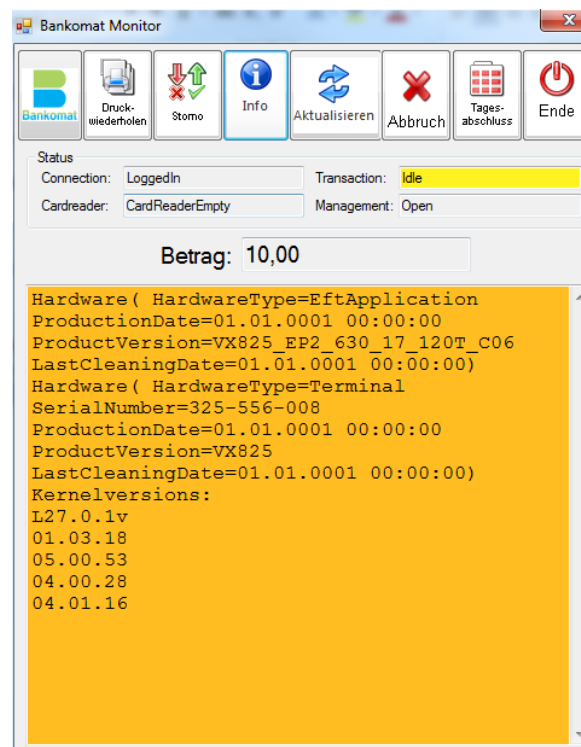 Bankomat Monitor
Bankomat
Druck-
wiederholen
Storno
Info
Aktualisieren
Abbruch
Tages-
abschluss
Ende
Status
Connection: LoggedIn Transaction: Idle
Cardreader: CardReaderEmpty Management: Open
Betrag: 10,00
Hardware( HardwareType=EftApplication
ProductionDate=01.01.0001 00:00:00
ProductVersion=VX825_EP2_630_17_120T_C06
LastCleaningDate=01.01.0001 00:00:00)
Hardware( HardwareType=Terminal
SerialNumber=325-556-008
ProductionDate=01.01.0001 00:00:00
ProductVersion=VX825
LastCleaningDate=01.01.0001 00:00:00)
Kernelversions:
L27.0.1v
01.03.18
05.00.53
04.00.28
04.01.16